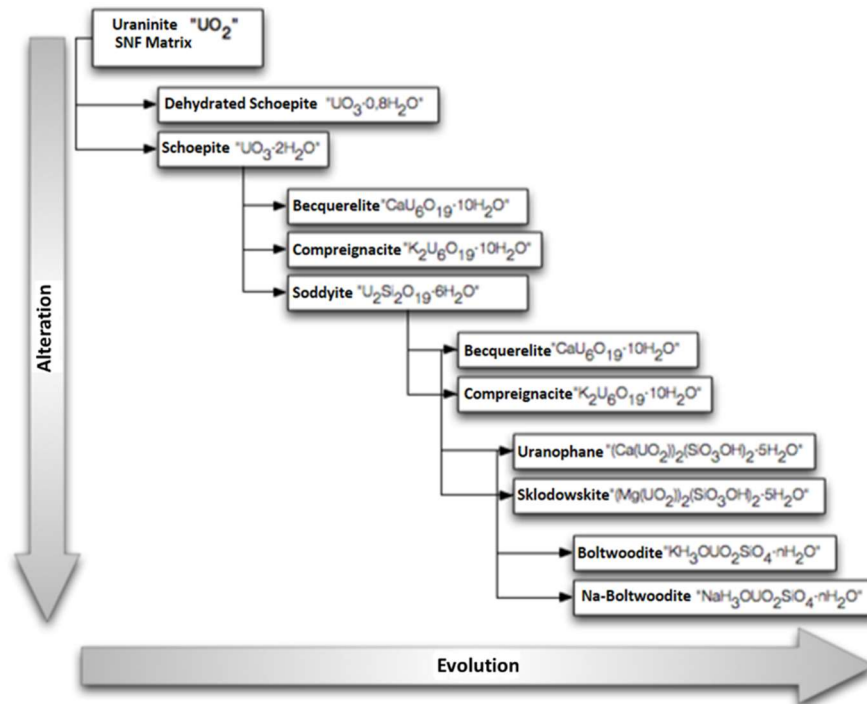 Uraninite "UO₂"
SNF Matrix
Dehydrated Schoepite "UO₃·0,8H₂O"
Schoepite "UO₃·2H₂O"
Becquerelite "CaU₆O₁₉·10H₂O"
Compreignacite "K₂U₆O₁₉·10H₂O"
Soddyite "U₂Si₂O₁₉·6H₂O"
Becquerelite "CaU₆O₁₉·10H₂O"
Compreignacite "K₂U₆O₁₉·10H₂O"
Uranophane "(Ca(UO₂))₂(SiO₃OH)₂·5H₂O"
Sklodowskite "(Mg(UO₂))₂(SiO₃OH)₂·5H₂O"
Boltwoodite "KH₃OUO₂SiO₄·nH₂O"
Na-Boltwoodite "NaH₃OUO₂SiO₄·nH₂O"
Alteration
Evolution